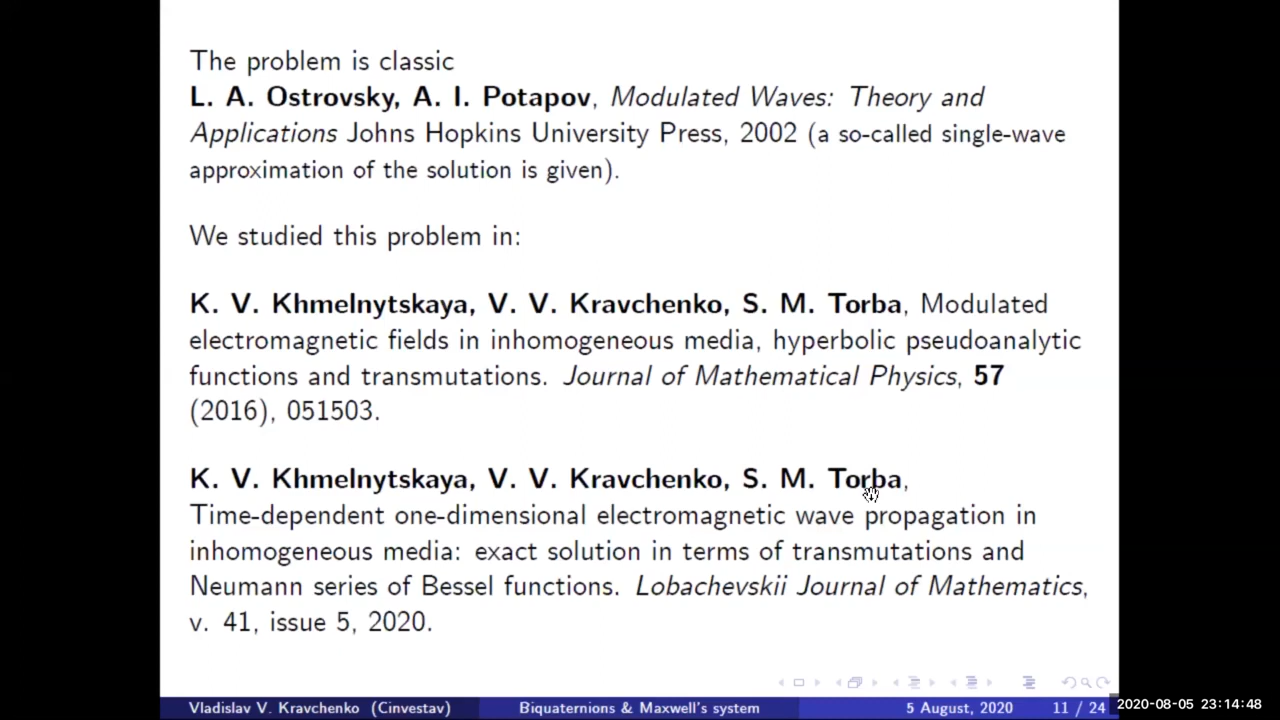 The problem is classic
L. A. Ostrovsky, A. I. Potapov, Modulated Waves: Theory and
Applications Johns Hopkins University Press, 2002 (a so-called single-wave
approximation of the solution is given).
We studied this problem in:
K. V. Khmelnytskaya, V. V. Kravchenko, S. M. Torba, Modulated
electromagnetic fields in inhomogeneous media, hyperbolic pseudoanalytic
functions and transmutations. Journal of Mathematical Physics, 57
(2016), 051503.
K. V. Khmelnytskaya, V. V. Kravchenko, S. M. Torba,
Time-dependent one-dimensional electromagnetic wave propagation in
inhomogeneous media: exact solution in terms of transmutations and
Neumann series of Bessel functions. Lobachevskii Journal of Mathematics,
v. 41, issue 5, 2020.
Vladislav V. Kravchenko (Cinvestav) Biquaternions & Maxwell's system 5 August, 2020 11 / 24 2020-08-05 23:14:48